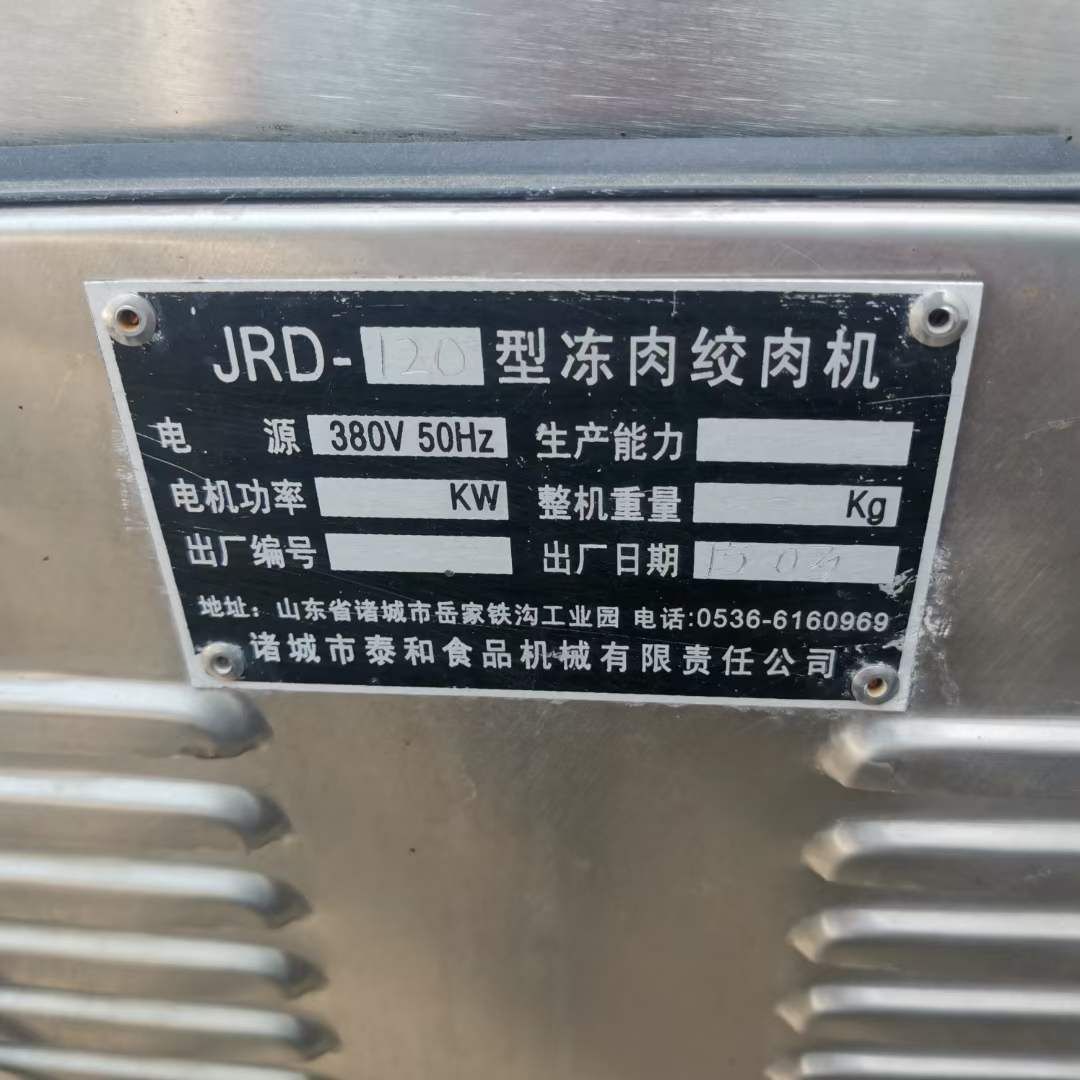 JRD-120型冻肉绞肉机
电 源 380V 50Hz 生产能力
电机功率 KW 整机重量 Kg
出厂编号 出厂日期 15.04
地址：山东省诸城市岳家铁沟工业园 电话:0536-6160969
诸城市泰和食品机械有限责任公司